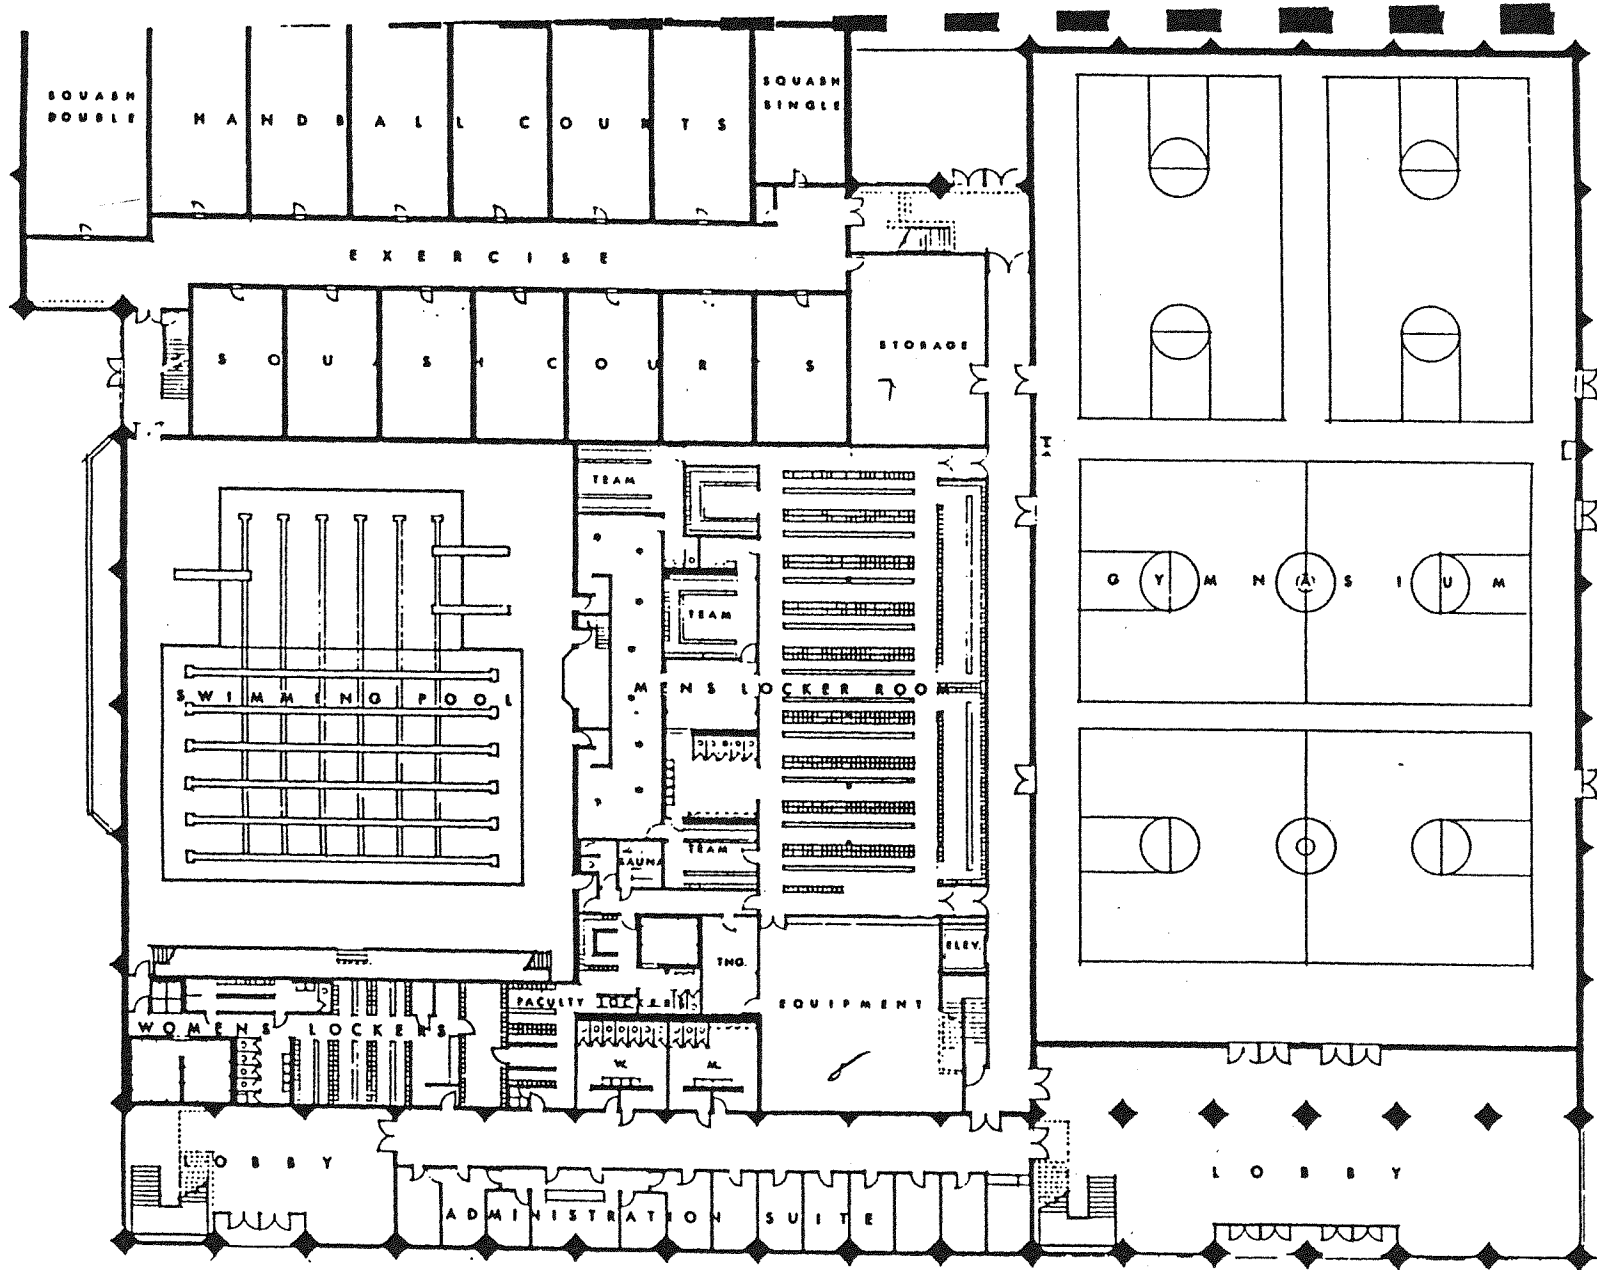 SQUASH
DOUBLE
HANDBALL COURTS
SQUASH
SINGLE
EXERCISE
SQUASH COURTS
STORAGE
TEAM
TEAM
GYMNASIUM
MENS LOCKER ROOM
SWIMMING POOL
TEAM
SAUNA
ELEV.
TNG.
FACULTY LOCKERS
EQUIPMENT
WOMENS LOCKERS
W.
M.
LOBBY
LOBBY
ADMINISTRATION SUITE